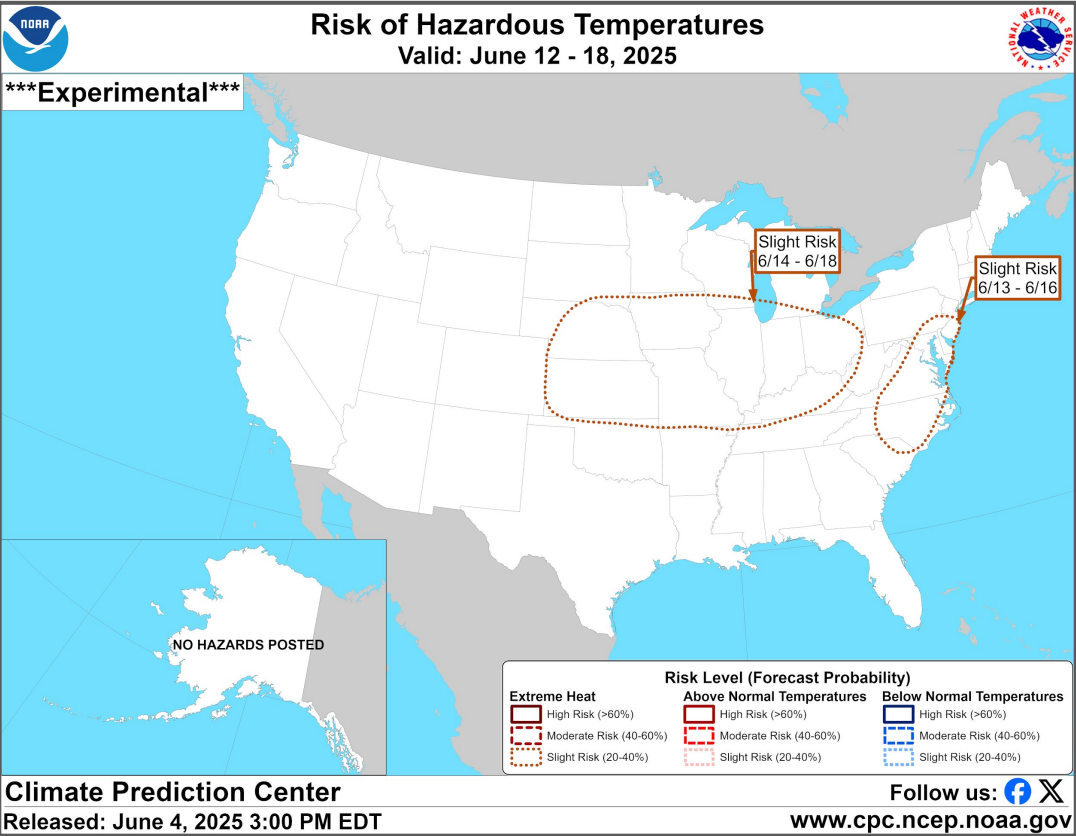 NOAA
Risk of Hazardous Temperatures
Valid: June 12 - 18, 2025
NATIONAL WEATHER SERVICE
***Experimental***
Slight Risk
6/14 - 6/18
Slight Risk
6/13 - 6/16
NO HAZARDS POSTED
Risk Level (Forecast Probability)
Extreme Heat
High Risk (>60%)
Moderate Risk (40-60%)
Slight Risk (20-40%)
Above Normal Temperatures
High Risk (>60%)
Moderate Risk (40-60%)
Slight Risk (20-40%)
Below Normal Temperatures
High Risk (>60%)
Moderate Risk (40-60%)
Slight Risk (20-40%)
Climate Prediction Center
Follow us:
Released: June 4, 2025 3:00 PM EDT
www.cpc.ncep.noaa.gov